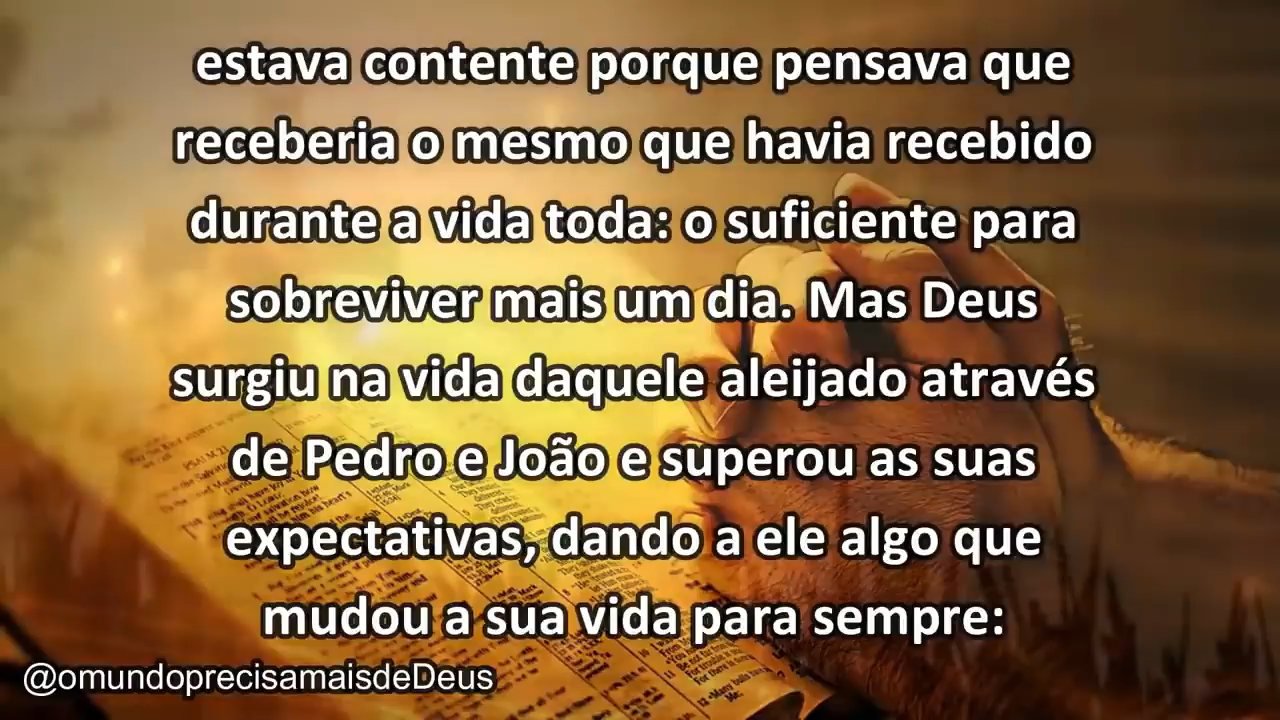 estava contente porque pensava que
receberia o mesmo que havia recebido
durante a vida toda: o suficiente para
sobreviver mais um dia. Mas Deus
surgiu na vida daquele aleijado através
de Pedro e João e superou as suas
expectativas, dando a ele algo que
mudou a sua vida para sempre:
@omundoprecisamaisdeDeus